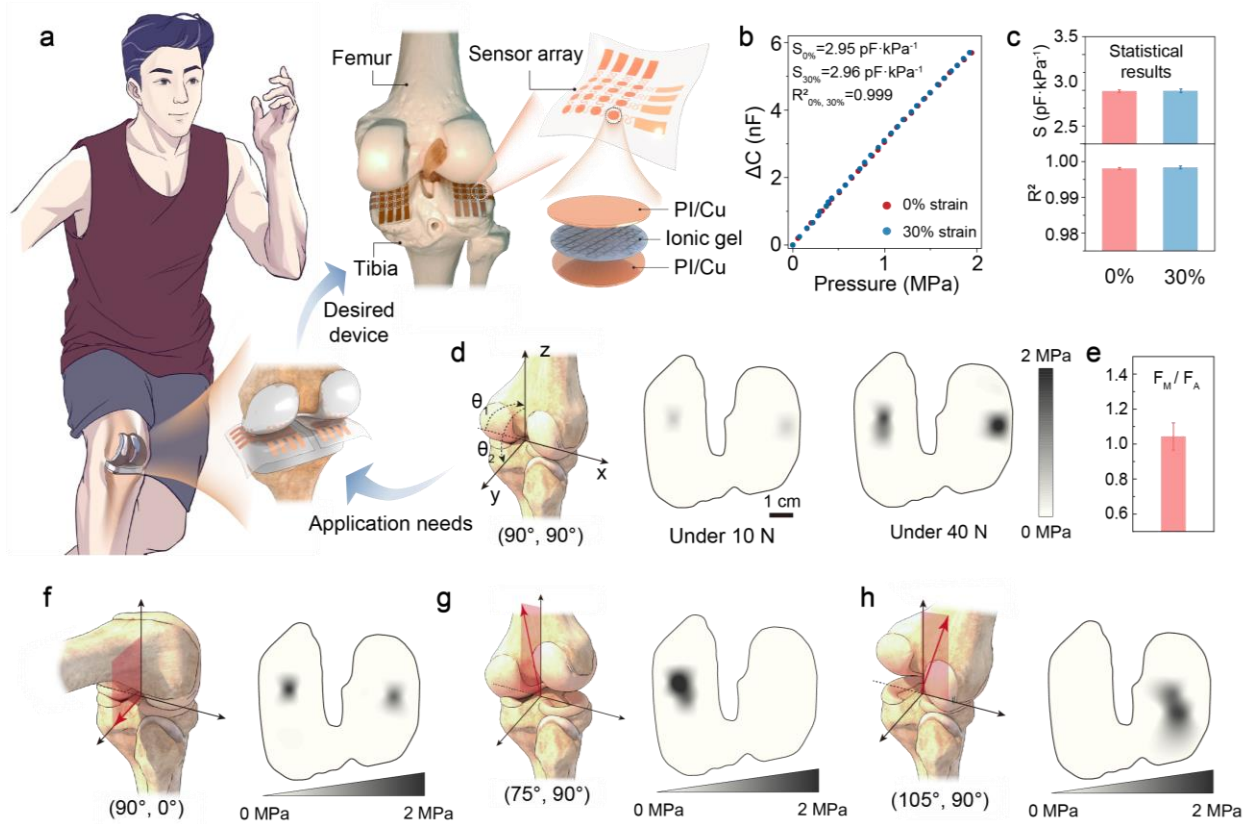 a
Femur
Sensor array
PI/Cu
Ionic gel
PI/Cu
Tibia
Desired
device
Application needs
b
S0%=2.95 pF·kPa⁻¹
S30%=2.96 pF·kPa⁻¹
R²0%, 30%=0.999
ΔC (nF)
6
4
2
0
0% strain
30% strain
0
1
2
Pressure (MPa)
c
Statistical
results
S (pF·kPa⁻¹)
3.5
3.0
2.5
R²
1.00
0.99
0.98
0%
30%
d
z
θ1
θ2
x
y
(90°, 90°)
1 cm
Under 10 N
Under 40 N
2 MPa
0 MPa
e
FM / FA
1.4
1.2
1.0
0.8
0.6
f
(90°, 0°)
0 MPa
2 MPa
g
(75°, 90°)
0 MPa
2 MPa
h
(105°, 90°)
0 MPa
2 MPa